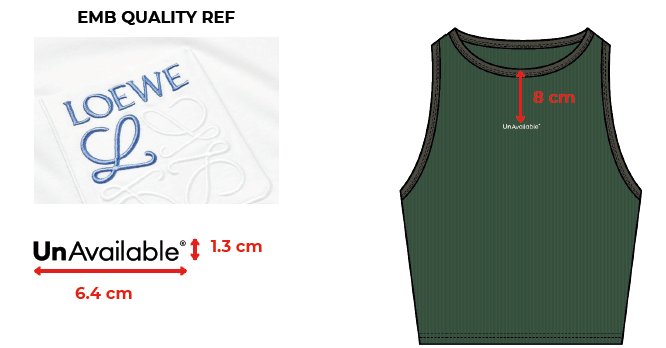 EMB QUALITY REF
LOEWE
L
8 cm
UnAvailable®
UnAvailable®
1.3 cm
6.4 cm